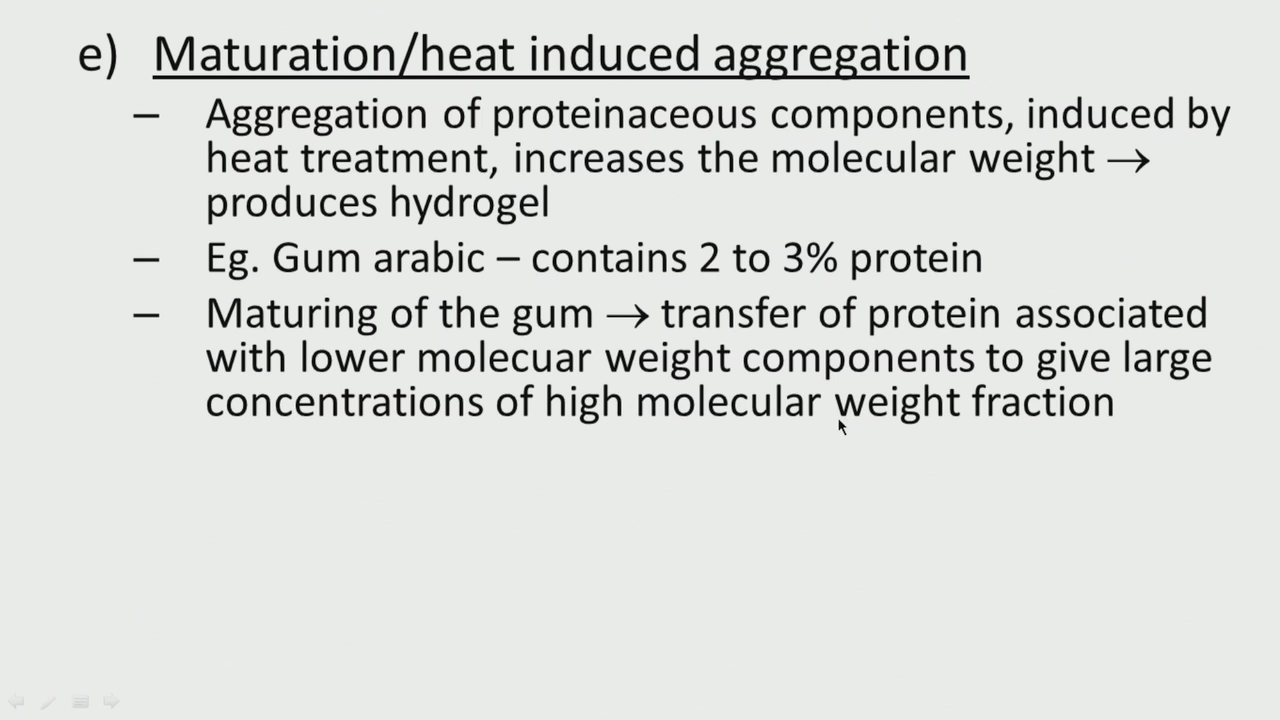 e) Maturation/heat induced aggregation
– Aggregation of proteinaceous components, induced by
heat treatment, increases the molecular weight →
produces hydrogel
– Eg. Gum arabic – contains 2 to 3% protein
– Maturing of the gum → transfer of protein associated
with lower molecuar weight components to give large
concentrations of high molecular weight fraction